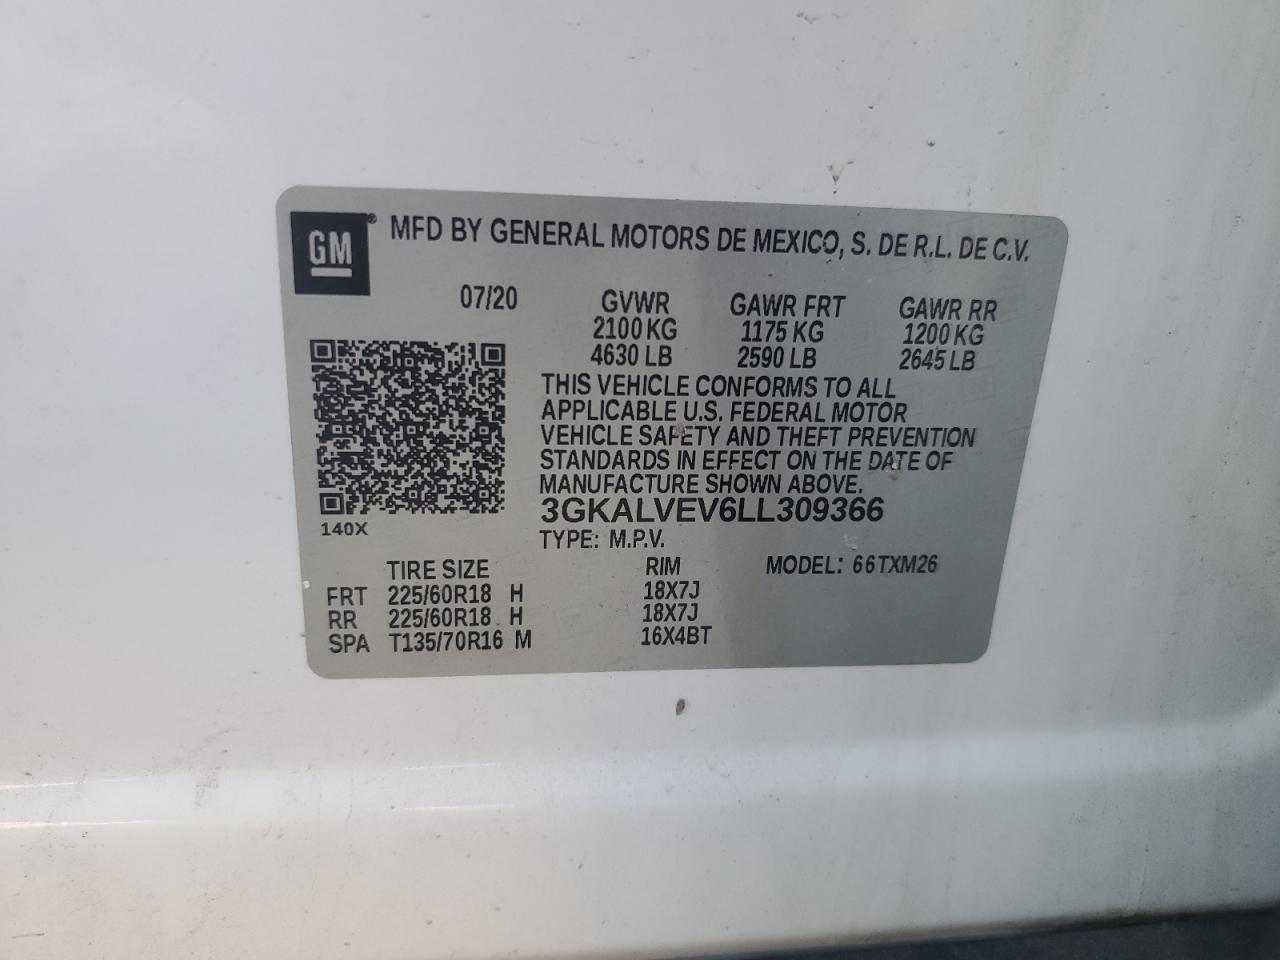 GM ® MFD BY GENERAL MOTORS DE MEXICO, S. DE R.L. DE C.V.
07/20 GVWR GAWR FRT GAWR RR
2100 KG 1175 KG 1200 KG
4630 LB 2590 LB 2645 LB
THIS VEHICLE CONFORMS TO ALL
APPLICABLE U.S. FEDERAL MOTOR
VEHICLE SAFETY AND THEFT PREVENTION
STANDARDS IN EFFECT ON THE DATE OF
MANUFACTURE SHOWN ABOVE.
3GKALVEV6LL309366
140X
TYPE: M.P.V.
TIRE SIZE RIM MODEL: 66TXM26
FRT 225/60R18 H 18X7J
RR 225/60R18 H 18X7J
SPA T135/70R16 M 16X4BT